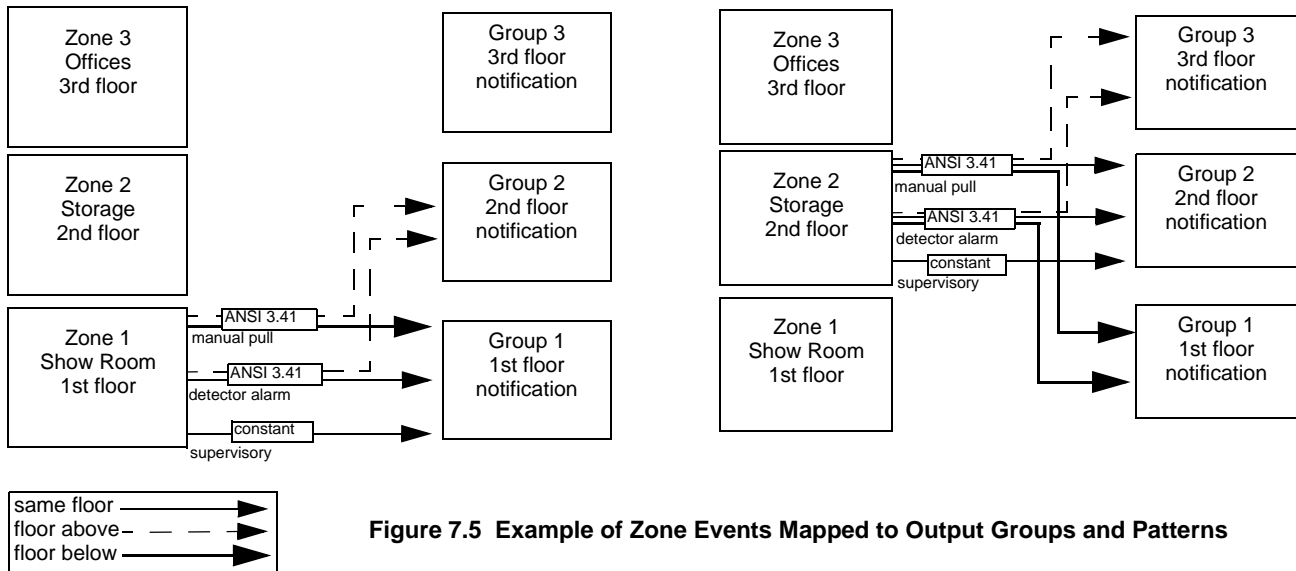 Zone 3
Offices
3rd floor
Group 3
3rd floor
notification
Zone 2
Storage
2nd floor
Group 2
2nd floor
notification
Zone 1
Show Room
1st floor
ANSI 3.41
manual pull
ANSI 3.41
detector alarm
constant
supervisory
Group 1
1st floor
notification
Zone 3
Offices
3rd floor
Group 3
3rd floor
notification
Zone 2
Storage
2nd floor
ANSI 3.41
manual pull
ANSI 3.41
detector alarm
constant
supervisory
Group 2
2nd floor
notification
Zone 1
Show Room
1st floor
Group 1
1st floor
notification
same floor
floor above
floor below
Figure 7.5 Example of Zone Events Mapped to Output Groups and Patterns